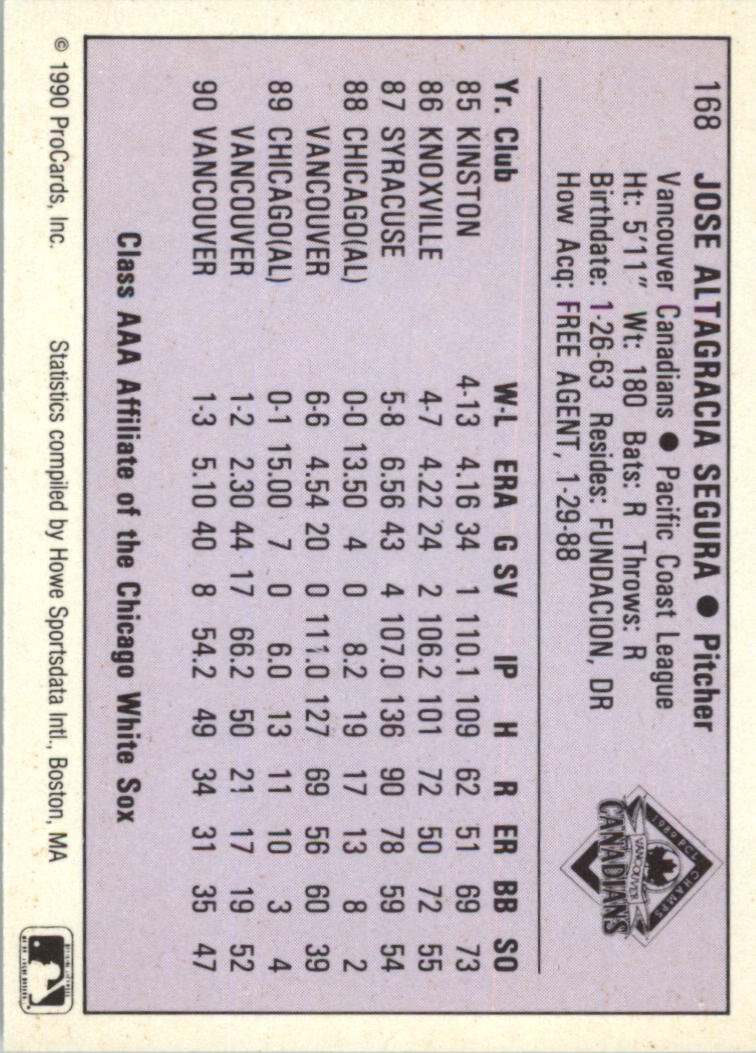 168 JOSE ALTAGRACIA SEGURA ● Pitcher
Vancouver Canadians ● Pacific Coast League
Ht: 5'11" Wt: 180 Bats: R Throws: R
Birthdate: 1-26-63 Resides: FUNDACION, DR
How Acq: FREE AGENT, 1-29-88
1989 PCL CHAMPS
VANCOUVER
CANADIANS
Yr. Club W-L ERA G SV IP H R ER BB SO
85 KINSTON 4-13 4.16 34 1 110.1 109 62 51 69 73
86 KNOXVILLE 4-7 4.22 24 2 106.2 101 72 50 72 55
87 SYRACUSE 5-8 6.56 43 4 107.0 136 90 78 59 54
88 CHICAGO(AL) 0-0 13.50 4 0 8.2 19 17 13 8 2
VANCOUVER 6-6 4.54 20 0 111.0 127 69 56 60 39
89 CHICAGO(AL) 0-1 15.00 7 0 6.0 13 11 10 3 4
VANCOUVER 1-2 2.30 44 17 66.2 50 21 17 19 52
90 VANCOUVER 1-3 5.10 40 8 54.2 49 34 31 35 47
Class AAA Affiliate of the Chicago White Sox
© 1990 ProCards, Inc. Statistics compiled by Howe Sportsdata Intl., Boston, MA